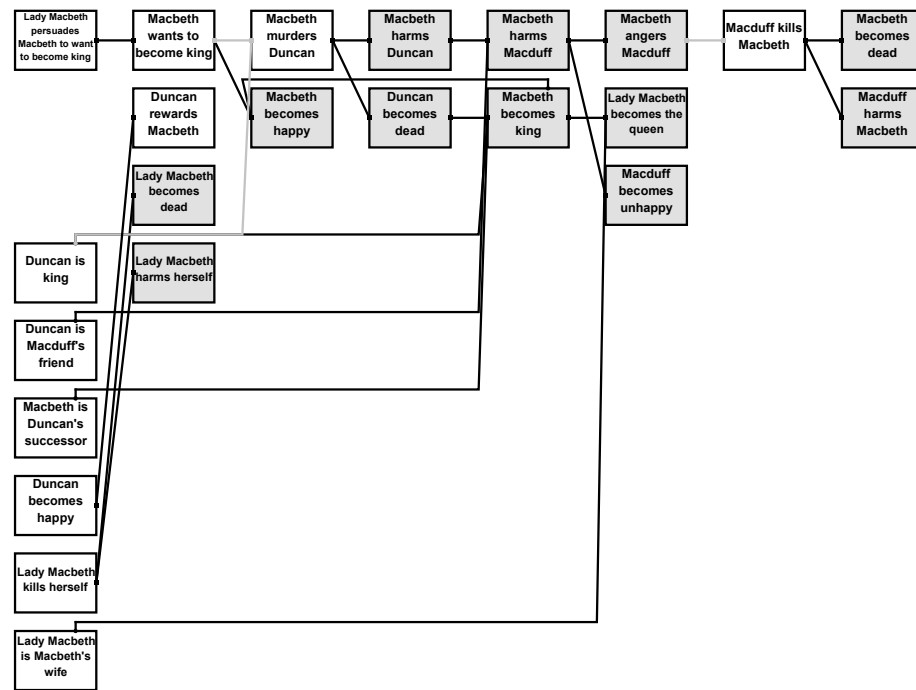 Lady Macbeth
persuades
Macbeth to want
to become king
Macbeth
wants to
become king
Macbeth
murders
Duncan
Macbeth
harms
Duncan
Macbeth
harms
Macduff
Macbeth
angers
Macduff
Macduff kills
Macbeth
Macbeth
becomes
dead
Duncan
rewards
Macbeth
Macbeth
becomes
happy
Duncan
becomes
dead
Macbeth
becomes
king
Lady Macbeth
becomes the
queen
Macduff
harms
Macbeth
Lady Macbeth
becomes
dead
Macduff
becomes
unhappy
Duncan is
king
Lady Macbeth
harms herself
Duncan is
Macduff's
friend
Macbeth is
Duncan's
successor
Duncan
becomes
happy
Lady Macbeth
kills herself
Lady Macbeth
is Macbeth's
wife